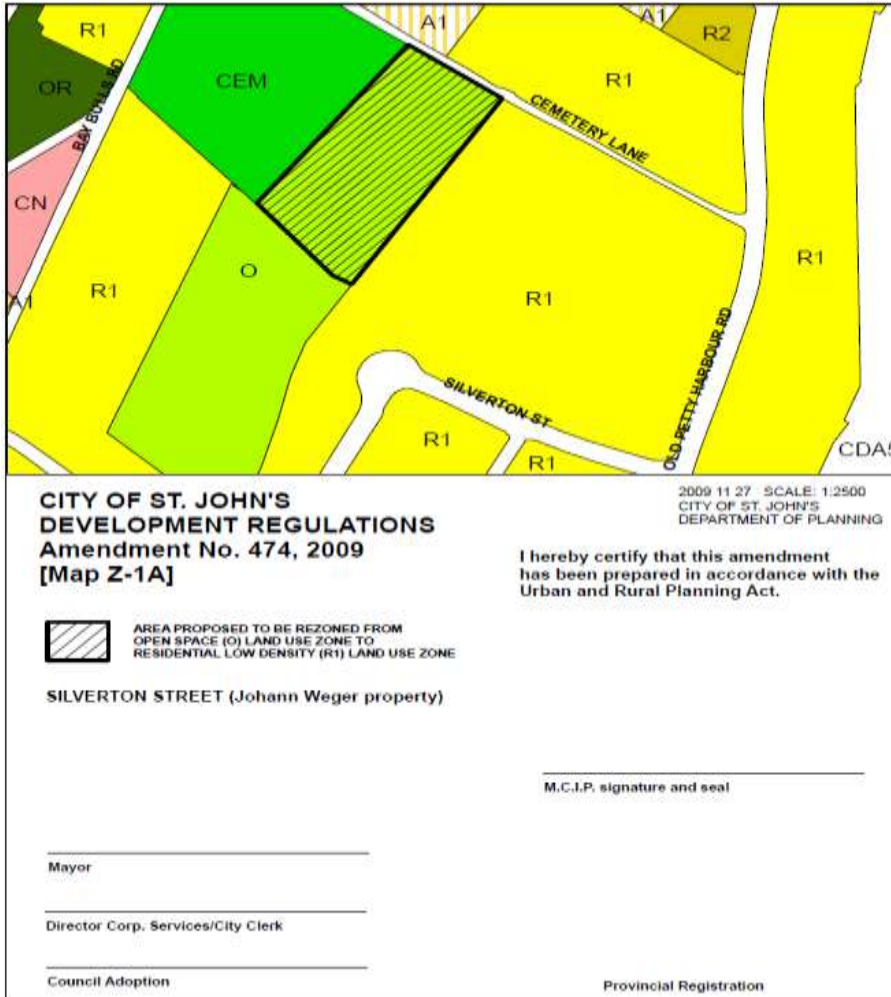 R1
A1
A1
R2
OR
BAY BULLS RD
CEM
R1
CEMETERY LANE
CN
O
R1
R1
A1
R1
OLD PETTY HARBOUR RD
SILVERTON ST
R1
R1
CDA5
CITY OF ST. JOHN'S
DEVELOPMENT REGULATIONS
Amendment No. 474, 2009
[Map Z-1A]
2009 11 27 SCALE: 1:2500
CITY OF ST. JOHN'S
DEPARTMENT OF PLANNING
I hereby certify that this amendment
has been prepared in accordance with the
Urban and Rural Planning Act.
AREA PROPOSED TO BE REZONED FROM
OPEN SPACE (O) LAND USE ZONE TO
RESIDENTIAL LOW DENSITY (R1) LAND USE ZONE
SILVERTON STREET (Johann Weger property)
M.C.I.P. signature and seal
Mayor
Director Corp. Services/City Clerk
Council Adoption
Provincial Registration